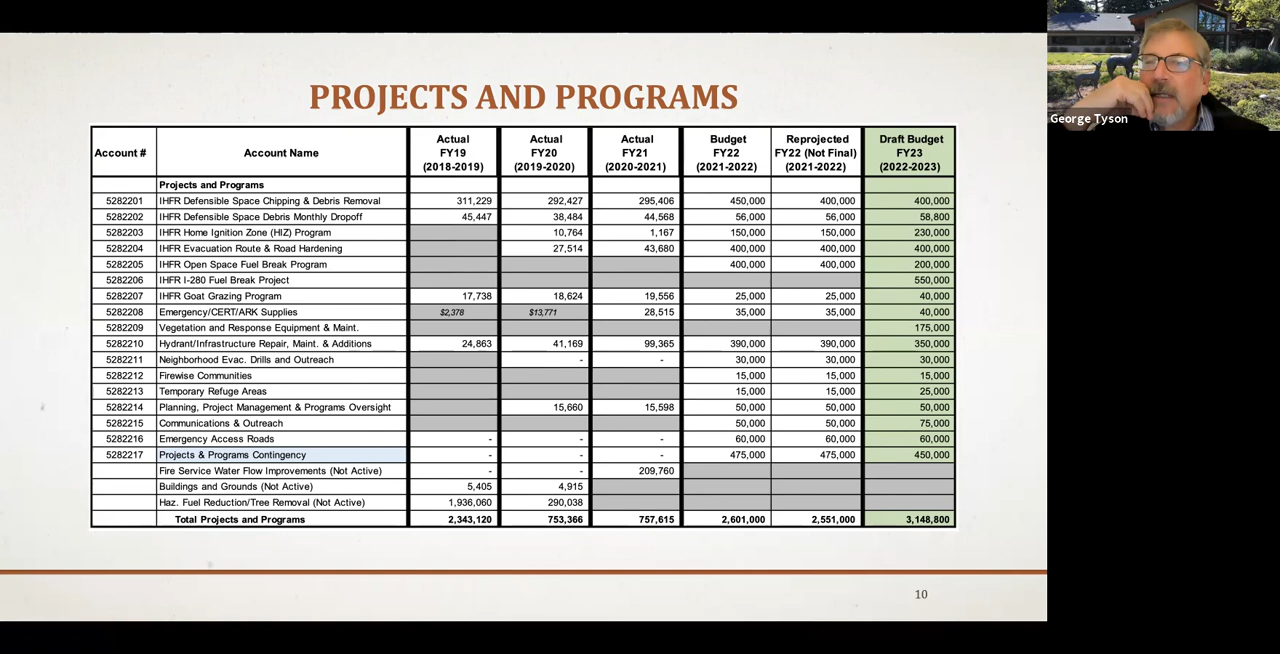 PROJECTS AND PROGRAMS
Account # Account Name Actual FY19 (2018-2019) Actual FY20 (2019-2020) Actual FY21 (2020-2021) Budget FY22 (2021-2022) Reprojected FY22 (Not Final) (2021-2022) Draft Budget FY23 (2022-2023)
Projects and Programs
5282201 IHFR Defensible Space Chipping & Debris Removal 311,229 292,427 295,406 450,000 400,000 400,000
5282202 IHFR Defensible Space Debris Monthly Dropoff 45,447 38,484 44,568 56,000 56,000 58,800
5282203 IHFR Home Ignition Zone (HIZ) Program 10,764 1,167 150,000 150,000 230,000
5282204 IHFR Evacuation Route & Road Hardening 27,514 43,680 400,000 400,000 400,000
5282205 IHFR Open Space Fuel Break Program 400,000 400,000 200,000
5282206 IHFR I-280 Fuel Break Project 550,000
5282207 IHFR Goat Grazing Program 17,738 18,624 19,556 25,000 25,000 40,000
5282208 Emergency/CERT/ARK Supplies $2,378 $13,771 28,515 35,000 35,000 40,000
5282209 Vegetation and Response Equipment & Maint. 175,000
5282210 Hydrant/Infrastructure Repair, Maint. & Additions 24,863 41,169 99,365 390,000 390,000 350,000
5282211 Neighborhood Evac. Drills and Outreach - - 30,000 30,000 30,000
5282212 Firewise Communities 15,000 15,000 15,000
5282213 Temporary Refuge Areas 15,000 15,000 25,000
5282214 Planning, Project Management & Programs Oversight 15,660 15,598 50,000 50,000 50,000
5282215 Communications & Outreach 50,000 50,000 75,000
5282216 Emergency Access Roads - - - 60,000 60,000 60,000
5282217 Projects & Programs Contingency - - - 475,000 475,000 450,000
Fire Service Water Flow Improvements (Not Active) - - 209,760
Buildings and Grounds (Not Active) 5,405 4,915
Haz. Fuel Reduction/Tree Removal (Not Active) 1,936,060 290,038
Total Projects and Programs 2,343,120 753,366 757,615 2,601,000 2,551,000 3,148,800
10
George Tyson